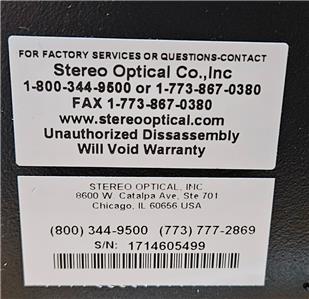 FOR FACTORY SERVICES OR QUESTIONS-CONTACT
Stereo Optical Co.,Inc
1-800-344-9500 or 1-773-867-0380
FAX 1-773-867-0380
www.stereooptical.com
Unauthorized Dissassembly
Will Void Warranty
STEREO OPTICAL, INC
8600 W. Catalpa Ave, Ste 701
Chicago, IL 60656 USA
(800) 344-9500 (773) 777-2869
S/N: 1714605499